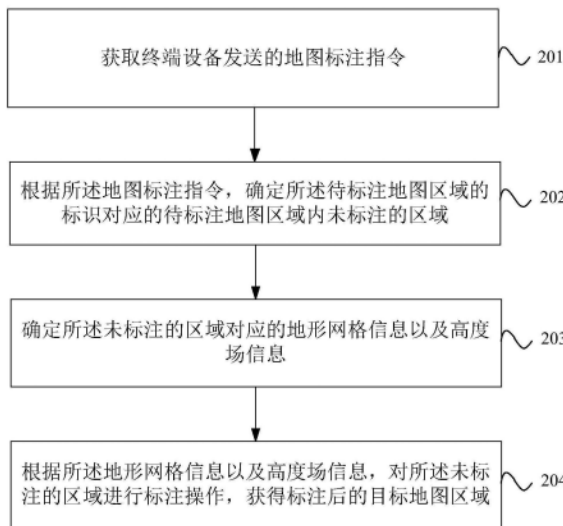 获取终端设备发送的地图标注指令
201
根据所述地图标注指令，确定所述待标注地图区域的
标识对应的待标注地图区域内未标注的区域
202
确定所述未标注的区域对应的地形网格信息以及高度
场信息
203
根据所述地形网格信息以及高度场信息，对所述未标
注的区域进行标注操作，获得标注后的目标地图区域
204